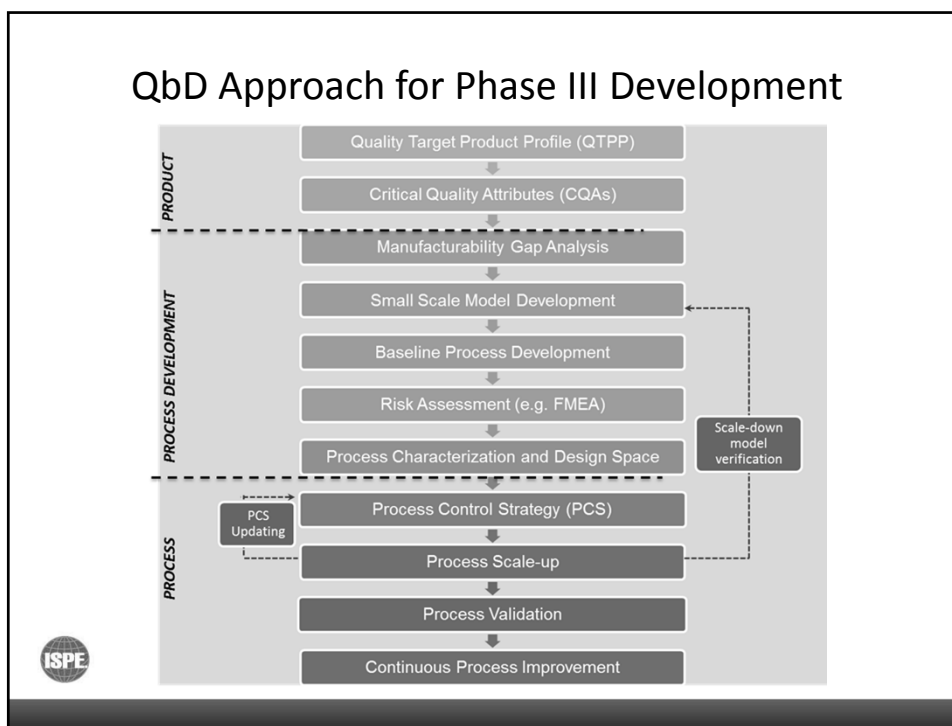 QbD Approach for Phase III Development
PRODUCT
Quality Target Product Profile (QTPP)
Critical Quality Attributes (CQAs)
PROCESS DEVELOPMENT
Manufacturability Gap Analysis
Small Scale Model Development
Baseline Process Development
Risk Assessment (e.g. FMEA)
Process Characterization and Design Space
Scale-down
model
verification
PROCESS
Process Control Strategy (PCS)
PCS
Updating
Process Scale-up
Process Validation
Continuous Process Improvement
ISPE